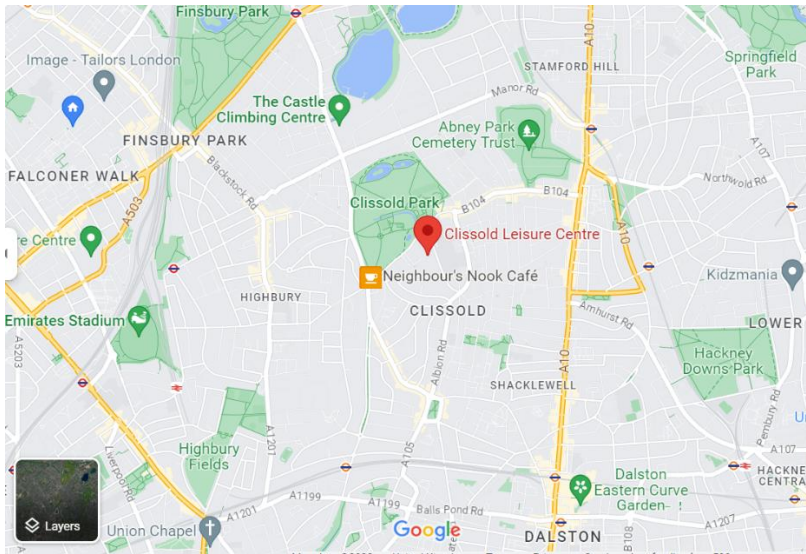 Finsbury Park
Image - Tailors London
A10
STAMFORD HILL
Springfield
Park
Manor Rd
The Castle
Climbing Centre
Abney Park
Cemetery Trust
A107
FINSBURY PARK
Blackstock Rd
FALCONER WALK
A503
Northwold Rd
B104
Clissold Park
B104
A10
re Centre
Clissold Leisure Centre
Neighbour's Nook Café
Kidzmania
HIGHBURY
CLISSOLD
Emirates Stadium
Amhurst Rd
LOWER
A5203
A10
Hackney
Downs Park
Albion Rd
SHACKLEWELL
Pembury Rd
A1201
A105
Highbury
Fields
A107
Liverpool Rd
HACKNE
CENTRA
Dalston
Eastern Curve
Garden
Layers
A1199
A1199
A1201
Balls Pond Rd
Union Chapel
Google
DALSTON
B108
A1207